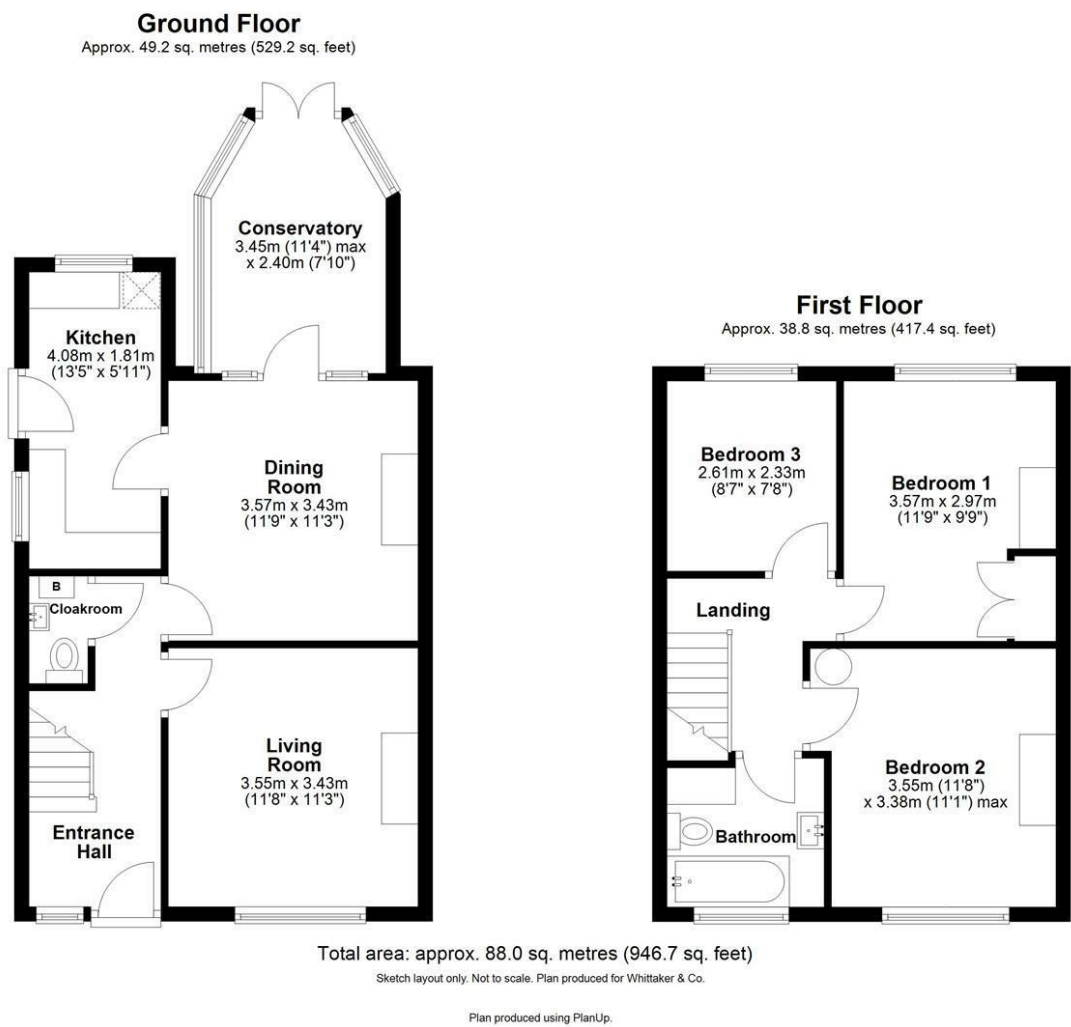 Ground Floor
Approx. 49.2 sq. metres (529.2 sq. feet)
Conservatory
3.45m (11'4") max
x 2.40m (7'10")
Kitchen
4.08m x 1.81m
(13'5" x 5'11")
Dining
Room
3.57m x 3.43m
(11'9" x 11'3")
B
Cloakroom
Living
Room
3.55m x 3.43m
(11'8" x 11'3")
Entrance
Hall
First Floor
Approx. 38.8 sq. metres (417.4 sq. feet)
Bedroom 3
2.61m x 2.33m
(8'7" x 7'8")
Bedroom 1
3.57m x 2.97m
(11'9" x 9'9")
Landing
Bedroom 2
3.55m (11'8")
x 3.38m (11'1") max
Bathroom
Total area: approx. 88.0 sq. metres (946.7 sq. feet)
Sketch layout only. Not to scale. Plan produced for Whittaker & Co.
Plan produced using PlanUp.